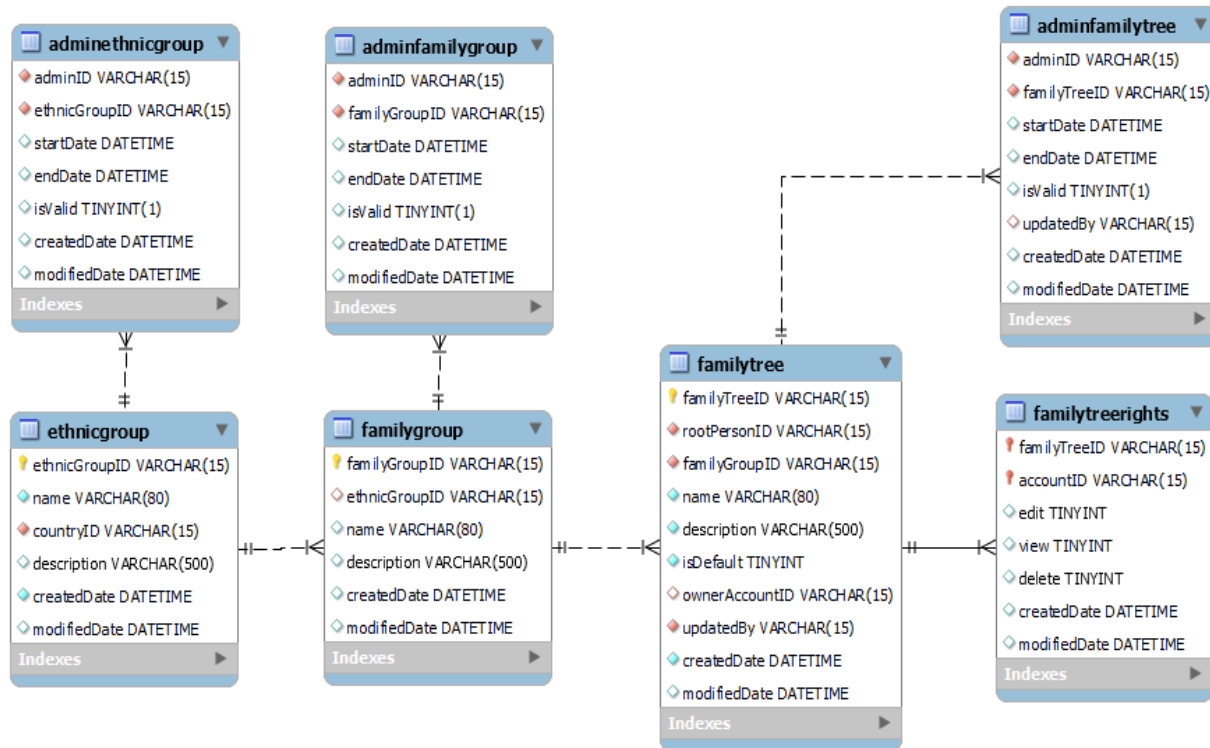 adminethnicgroup
adminID VARCHAR(15)
ethnicGroupID VARCHAR(15)
startDate DATETIME
endDate DATETIME
isValid TINYINT(1)
createdDate DATETIME
modifiedDate DATETIME
Indexes
adminfamilygroup
adminID VARCHAR(15)
familyGroupID VARCHAR(15)
startDate DATETIME
endDate DATETIME
isValid TINYINT(1)
createdDate DATETIME
modifiedDate DATETIME
Indexes
adminfamilytree
adminID VARCHAR(15)
familyTreeID VARCHAR(15)
startDate DATETIME
endDate DATETIME
isValid TINYINT(1)
updatedBy VARCHAR(15)
createdDate DATETIME
modifiedDate DATETIME
Indexes
ethnicgroup
ethnicGroupID VARCHAR(15)
name VARCHAR(80)
countryID VARCHAR(15)
description VARCHAR(500)
createdDate DATETIME
modifiedDate DATETIME
Indexes
familygroup
familyGroupID VARCHAR(15)
ethnicGroupID VARCHAR(15)
name VARCHAR(80)
description VARCHAR(500)
createdDate DATETIME
modifiedDate DATETIME
Indexes
familytree
familyTreeID VARCHAR(15)
rootPersonID VARCHAR(15)
familyGroupID VARCHAR(15)
name VARCHAR(80)
description VARCHAR(500)
isDefault TINYINT
ownerAccountID VARCHAR(15)
updatedBy VARCHAR(15)
createdDate DATETIME
modifiedDate DATETIME
Indexes
familytreerights
familyTreeID VARCHAR(15)
accountID VARCHAR(15)
edit TINYINT
view TINYINT
delete TINYINT
createdDate DATETIME
modifiedDate DATETIME
Indexes